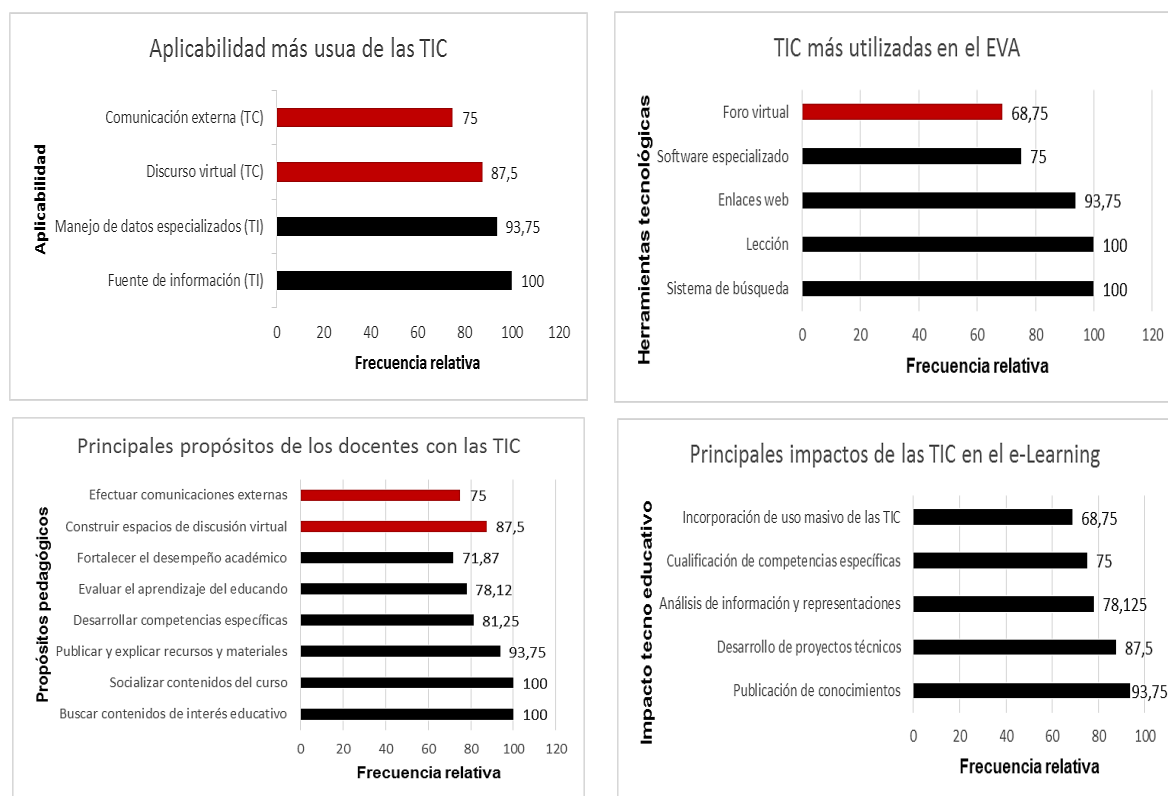 Aplicabilidad más usua de las TIC
Aplicabilidad
Comunicación externa (TC)
75
Discurso virtual (TC)
87,5
Manejo de datos especializados (TI)
93,75
Fuente de información (TI)
100
0 20 40 60 80 100 120
Frecuencia relativa
TIC más utilizadas en el EVA
Herramientas tecnológicas
Foro virtual
68,75
Software especializado
75
Enlaces web
93,75
Lección
100
Sistema de búsqueda
100
0 20 40 60 80 100 120
Frecuencia relativa
Principales propósitos de los docentes con las TIC
Propósitos pedagógicos
Efectuar comunicaciones externas
75
Construir espacios de discusión virtual
87,5
Fortalecer el desempeño académico
71,87
Evaluar el aprendizaje del educando
78,12
Desarrollar competencias específicas
81,25
Publicar y explicar recursos y materiales
93,75
Socializar contenidos del curso
100
Buscar contenidos de interés educativo
100
0 20 40 60 80 100 120
Frecuencia relativa
Principales impactos de las TIC en el e-Learning
Impacto tecno educativo
Incorporación de uso masivo de las TIC
68,75
Cualificación de competencias específicas
75
Análisis de información y representaciones
78,125
Desarrollo de proyectos técnicos
87,5
Publicación de conocimientos
93,75
0 20 40 60 80 100
Frecuencia relativa